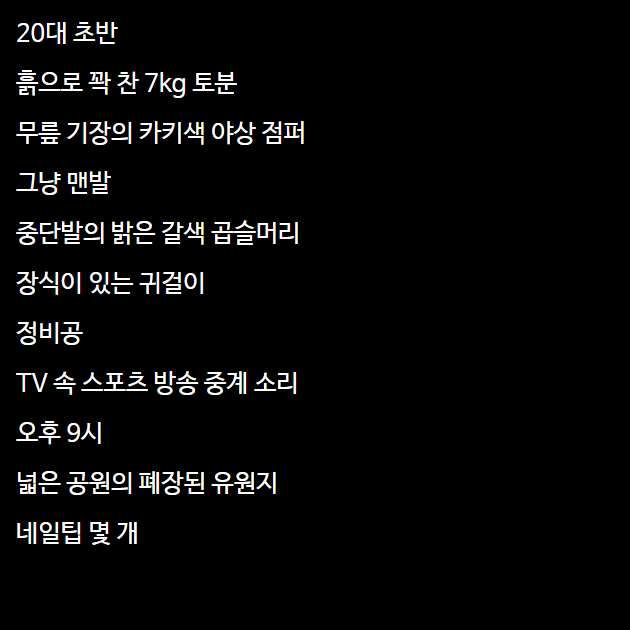 20대 초반
흙으로 꽉 찬 7kg 토분
무릎 기장의 카키색 야상 점퍼
그냥 맨발
중단발의 밝은 갈색 곱슬머리
장식이 있는 귀걸이
정비공
TV 속 스포츠 방송 중계 소리
오후 9시
넓은 공원의 폐장된 유원지
네일팁 몇 개